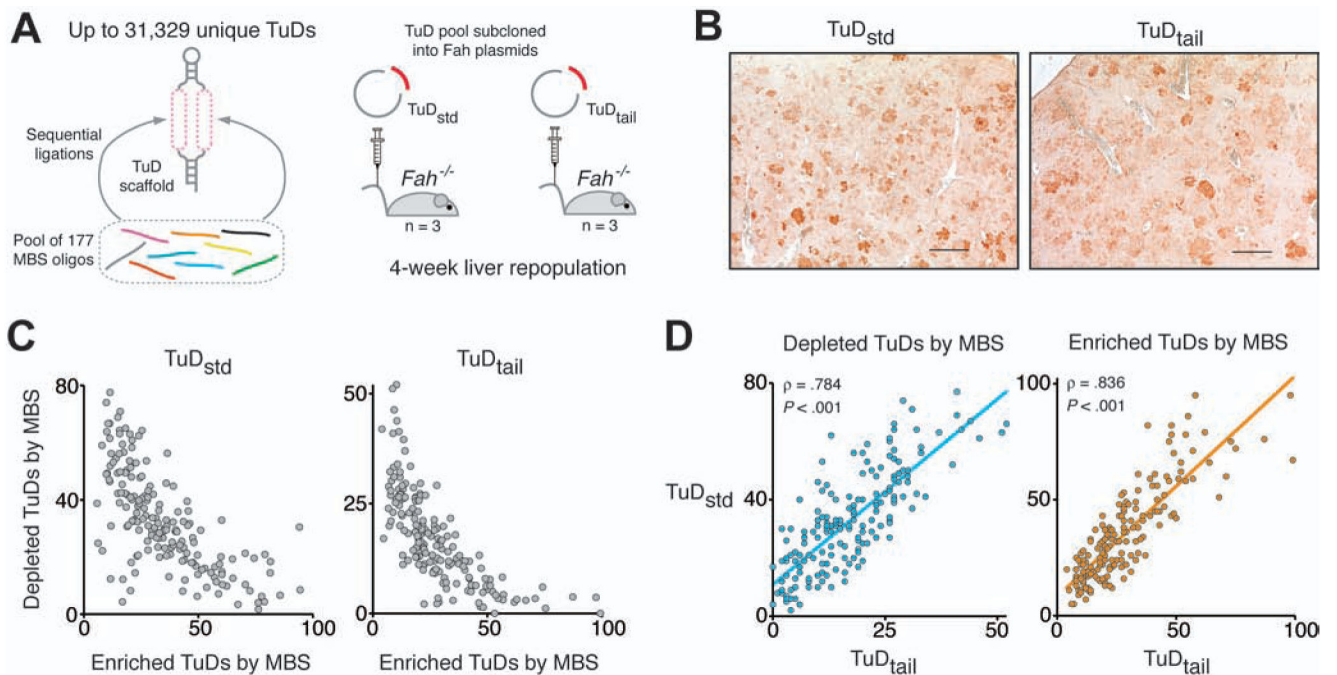 A
Up to 31,329 unique TuDs
Sequential
ligations
TuD
scaffold
Pool of 177
MBS oligos
TuD pool subcloned
into Fah plasmids
TuDstd
TuDtail
Fah-/-
Fah-/-
n = 3
n = 3
4-week liver repopulation
B
TuDstd
TuDtail
C
TuDstd
TuDtail
Depleted TuDs by MBS
80
40
0
0
50
100
Enriched TuDs by MBS
50
25
0
0
50
100
Enriched TuDs by MBS
D
Depleted TuDs by MBS
Enriched TuDs by MBS
ρ = .784
P < .001
TuDstd
80
40
0
0
25
50
TuDtail
ρ = .836
P < .001
100
50
0
0
50
100
TuDtail